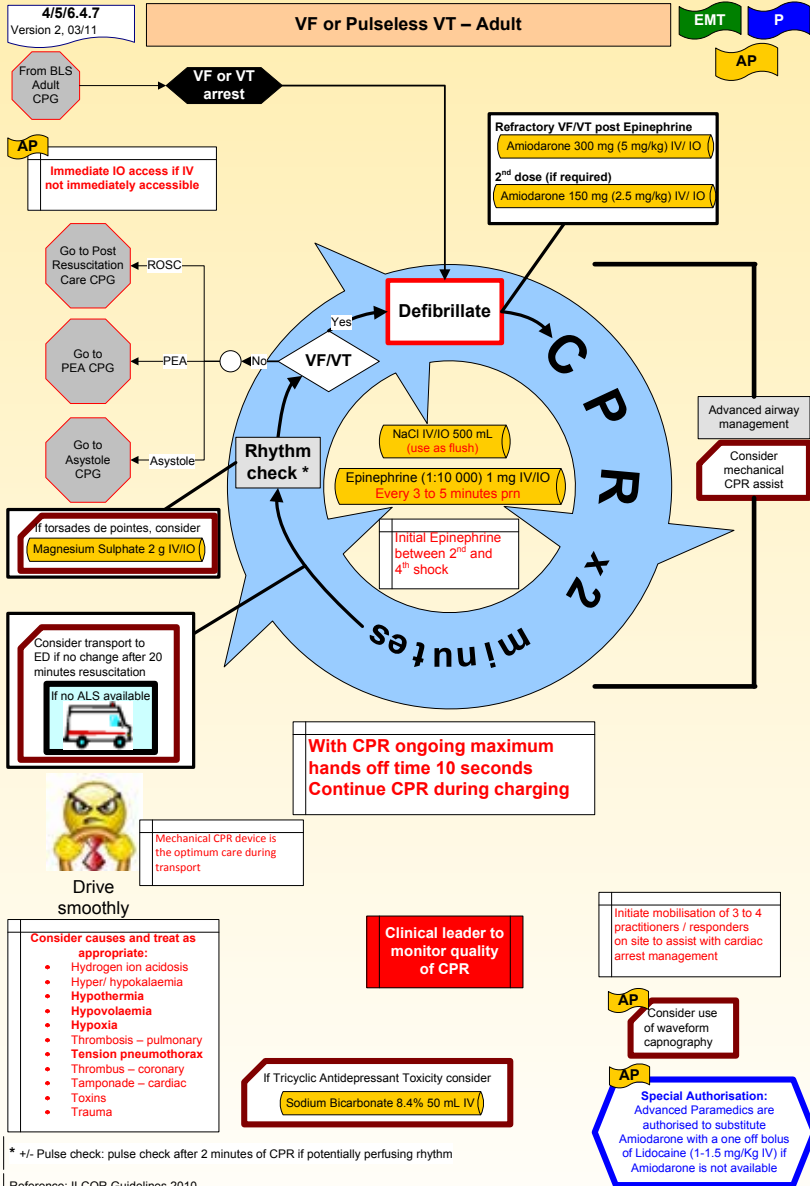 4/5/6.4.7
Version 2, 03/11
VF or Pulseless VT – Adult
EMT
P
AP
From BLS
Adult
CPG
VF or VT
arrest
AP
Immediate IO access if IV
not immediately accessible
Refractory VF/VT post Epinephrine
Amiodarone 300 mg (5 mg/kg) IV/ IO
2nd dose (if required)
Amiodarone 150 mg (2.5 mg/kg) IV/ IO
Go to Post
Resuscitation
Care CPG
ROSC
Go to
PEA CPG
PEA
Go to
Asystole
CPG
Asystole
No
Yes
VF/VT
Defibrillate
CPR x2 minutes
Rhythm
check *
NaCl IV/IO 500 mL
(use as flush)
Epinephrine (1:10 000) 1 mg IV/IO
Every 3 to 5 minutes prn
Initial Epinephrine
between 2nd and
4th shock
Advanced airway
management
Consider
mechanical
CPR assist
If torsades de pointes, consider
Magnesium Sulphate 2 g IV/IO
Consider transport to
ED if no change after 20
minutes resuscitation
If no ALS available
With CPR ongoing maximum
hands off time 10 seconds
Continue CPR during charging
Mechanical CPR device is
the optimum care during
transport
Drive
smoothly
Consider causes and treat as
appropriate:
• Hydrogen ion acidosis
• Hyper/ hypokalaemia
• Hypothermia
• Hypovolaemia
• Hypoxia
• Thrombosis – pulmonary
• Tension pneumothorax
• Thrombus – coronary
• Tamponade – cardiac
• Toxins
• Trauma
Clinical leader to
monitor quality
of CPR
Initiate mobilisation of 3 to 4
practitioners / responders
on site to assist with cardiac
arrest management
AP
Consider use
of waveform
capnography
If Tricyclic Antidepressant Toxicity consider
Sodium Bicarbonate 8.4% 50 mL IV
AP
Special Authorisation:
Advanced Paramedics are
authorised to substitute
Amiodarone with a one off bolus
of Lidocaine (1-1.5 mg/Kg IV) if
Amiodarone is not available
* +/- Pulse check: pulse check after 2 minutes of CPR if potentially perfusing rhythm
Reference: ILCOR Guidelines 2010